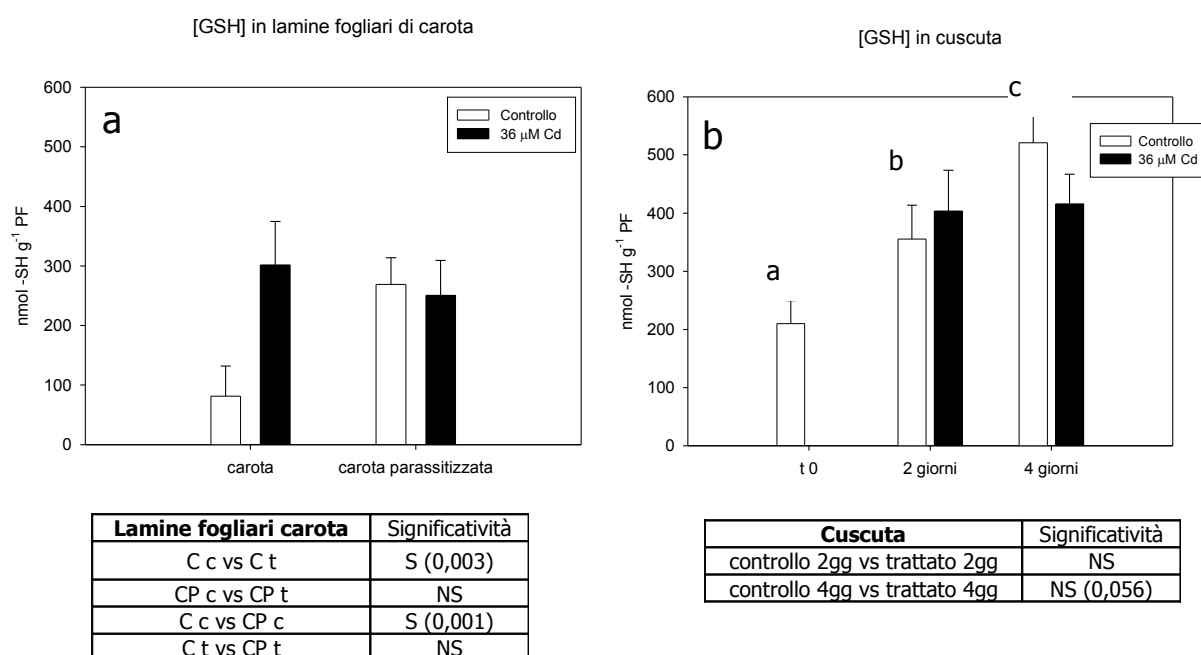 [GSH] in lamine fogliari di carota
600
500
400
300
200
100
0
nmol -SH g⁻¹ PF
a
Controllo
36 μM Cd
carota
carota parassitizzata
[GSH] in cuscuta
600
500
400
300
200
100
0
nmol -SH g⁻¹ PF
b
a
b
c
Controllo
36 μM Cd
t 0
2 giorni
4 giorni
Lamine fogliari carota Significatività
C c vs C t S (0,003)
CP c vs CP t NS
C c vs CP c S (0,001)
C t vs CP t NS
Cuscuta Significatività
controllo 2gg vs trattato 2gg NS
controllo 4gg vs trattato 4gg NS (0,056)